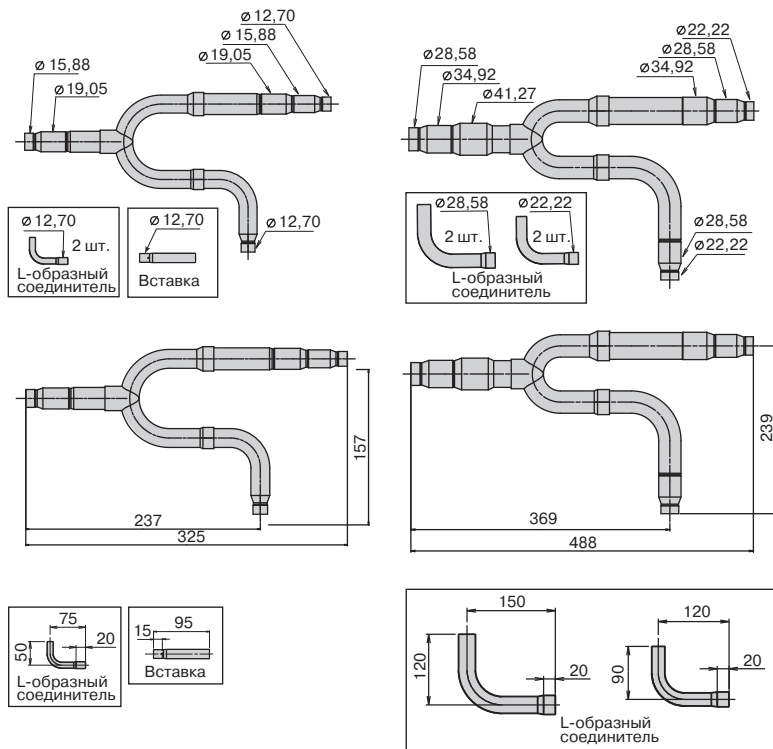 ø 12,70
ø 15,88
ø 19,05
ø 15,88
ø 19,05
ø 12,70
2 шт.
L-образный
соединитель
ø 12,70
Вставка
ø 12,70
ø 22,22
ø 28,58
ø 34,92
ø 28,58
ø 34,92
ø 41,27
ø 28,58
2 шт.
ø 22,22
2 шт.
L-образный
соединитель
ø 28,58
ø 22,22
157
237
325
239
369
488
75
50
20
L-образный
соединитель
95
15
Вставка
150
120
20
120
90
20
L-образный
соединитель